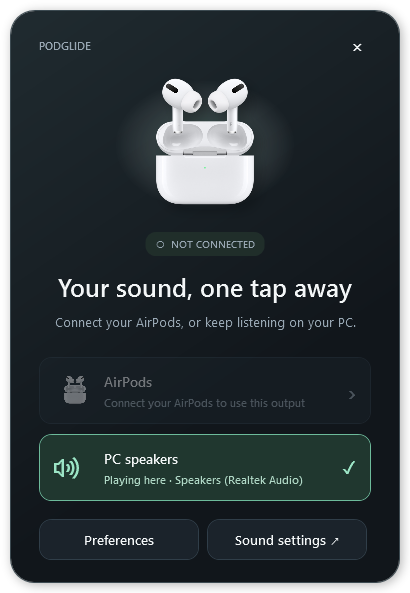 PODGLIDE
NOT CONNECTED
Your sound, one tap away
Connect your AirPods, or keep listening on your PC.
AirPods
Connect your AirPods to use this output
PC speakers
Playing here · Speakers (Realtek Audio)
Preferences
Sound settings ↗